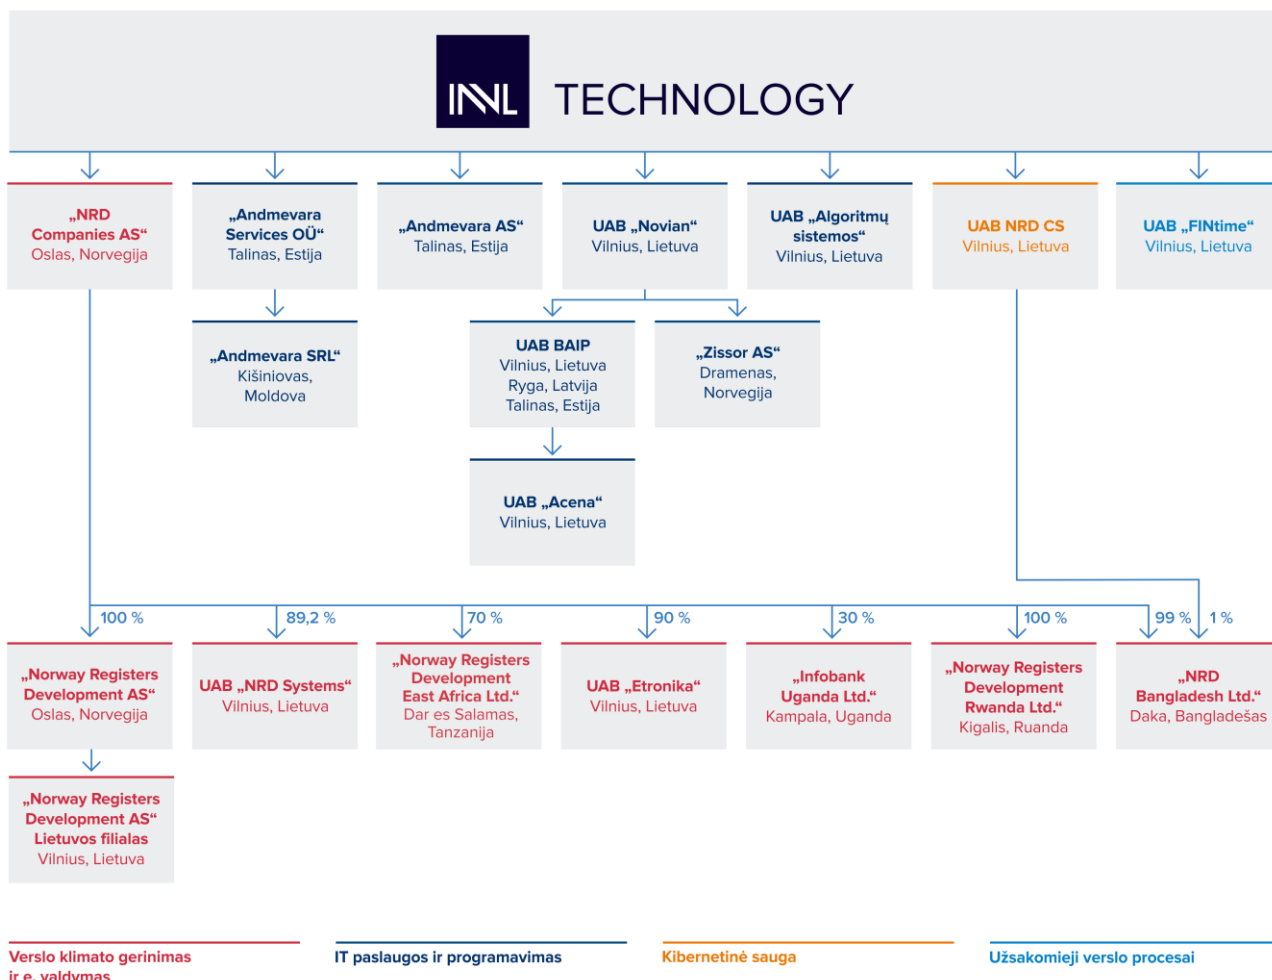 INVL TECHNOLOGY
„NRD
Companies AS“
Oslas, Norvegija
„Andmevara
Services OÜ“
Talinas, Estija
„Andmevara AS“
Talinas, Estija
UAB „Novian“
Vilnius, Lietuva
UAB „Algoritmų
sistemos“
Vilnius, Lietuva
UAB NRD CS
Vilnius, Lietuva
UAB „FINtime“
Vilnius, Lietuva
„Andmevara SRL“
Kišiniovas,
Moldova
UAB BAIP
Vilnius, Lietuva
Ryga, Latvija
Talinas, Estija
„Zissor AS“
Dramenas,
Norvegija
UAB „Acena“
Vilnius, Lietuva
100 %
89,2 %
70 %
90 %
30 %
100 %
99 %
1 %
„Norway Registers
Development AS“
Oslas, Norvegija
UAB „NRD Systems“
Vilnius, Lietuva
„Norway Registers
Development
East Africa Ltd.“
Dar es Salamas,
Tanzanija
UAB „Etronika“
Vilnius, Lietuva
„Infobank
Uganda Ltd.“
Kampala, Uganda
„Norway Registers
Development
Rwanda Ltd.“
Kigalis, Ruanda
„NRD
Bangladesh Ltd.“
Daka, Bangladešas
„Norway Registers
Development AS“
Lietuvos filialas
Vilnius, Lietuva
Verslo klimato gerinimas
ir e. valdymas
IT paslaugos ir programavimas
Kibernetinė sauga
Užsakomieji verslo procesai